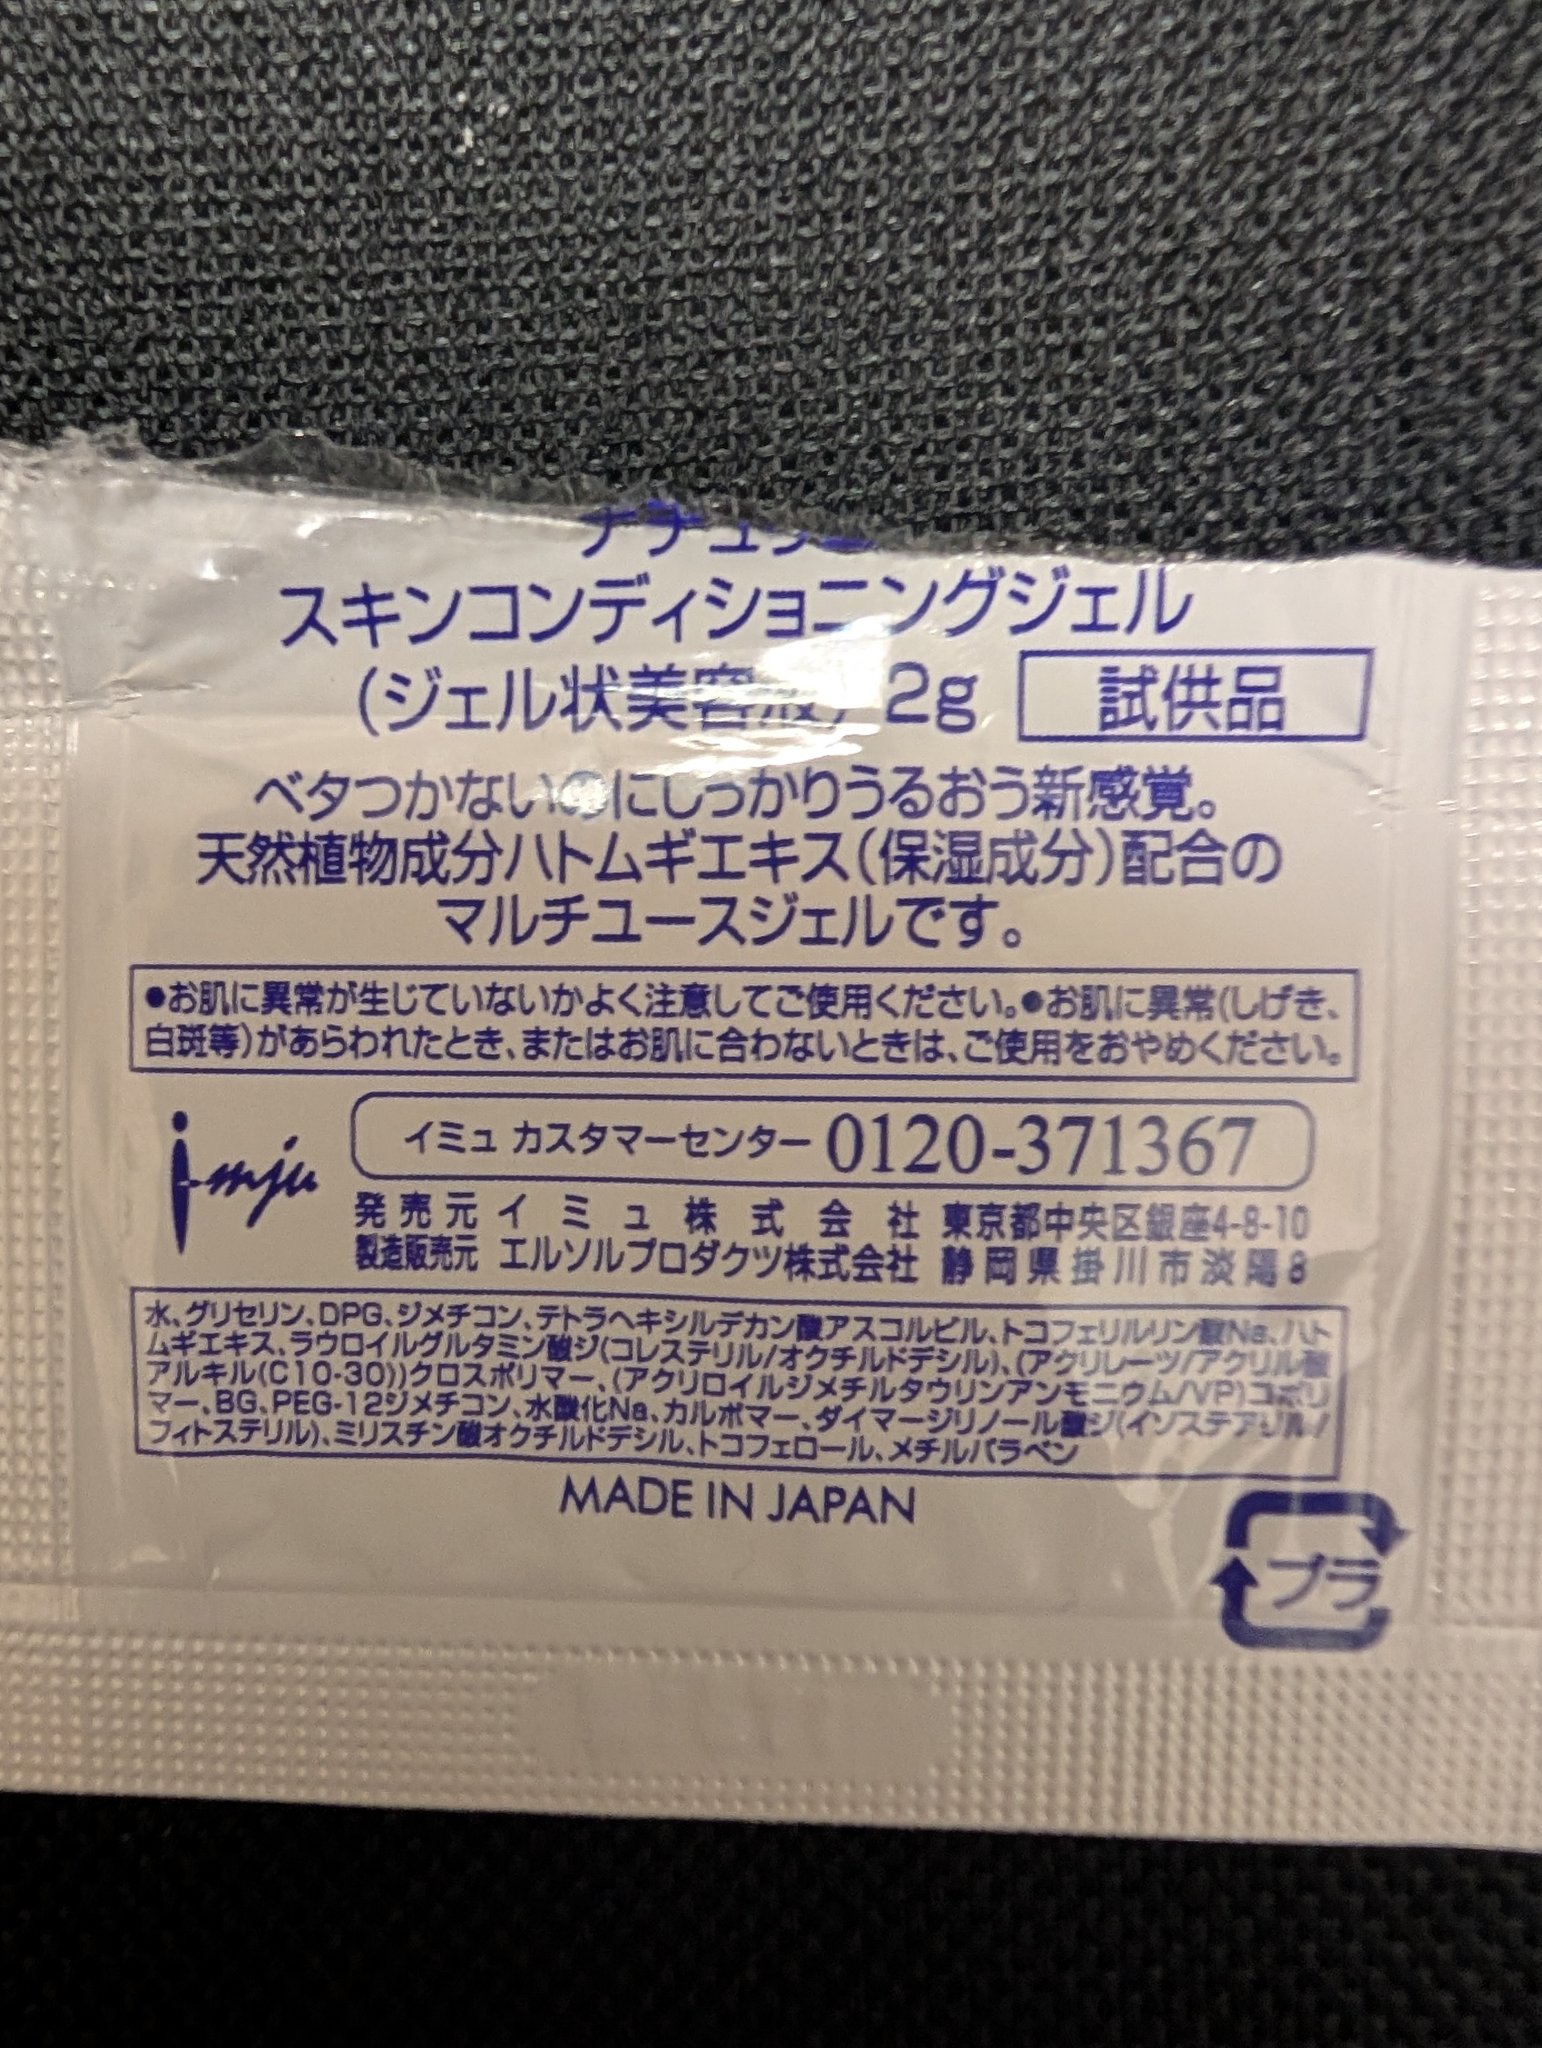 ナチュリエ
スキンコンディショニングジェル
(ジェル状美容液) 2g 試供品
ベタつかないのにしっかりうるおう新感覚。
天然植物成分ハトムギエキス(保湿成分)配合の
マルチユースジェルです。
●お肌に異常が生じていないかよく注意してご使用ください。●お肌に異常(しげき、
白斑等)があらわれたとき、またはお肌に合わないときは、ご使用をおやめください。
i-mju
イミュ カスタマーセンター 0120-371367
発売元 イミュ株式会社 東京都中央区銀座4-8-10
製造販売元 エルソルプロダクツ株式会社 静岡県掛川市淡陽8
水、グリセリン、DPG、ジメチコン、テトラヘキシルデカン酸アスコルビル、トコフェリルリン酸Na、ハト
ムギエキス、ラウロイルグルタミン酸ジ(コレステリル/オクチルドデシル)、(アクリレーツ/アクリル酸
アルキル(C10-30))クロスポリマー、(アクリロイルジメチルタウリンアンモニウム/VP)コポリ
マー、BG、PEG-12ジメチコン、水酸化Na、カルボマー、ダイマージリノール酸ジ(イソステアリル/
フィトステリル)、ミリスチン酸オクチルドデシル、トコフェロール、メチルパラベン
MADE IN JAPAN
プラ